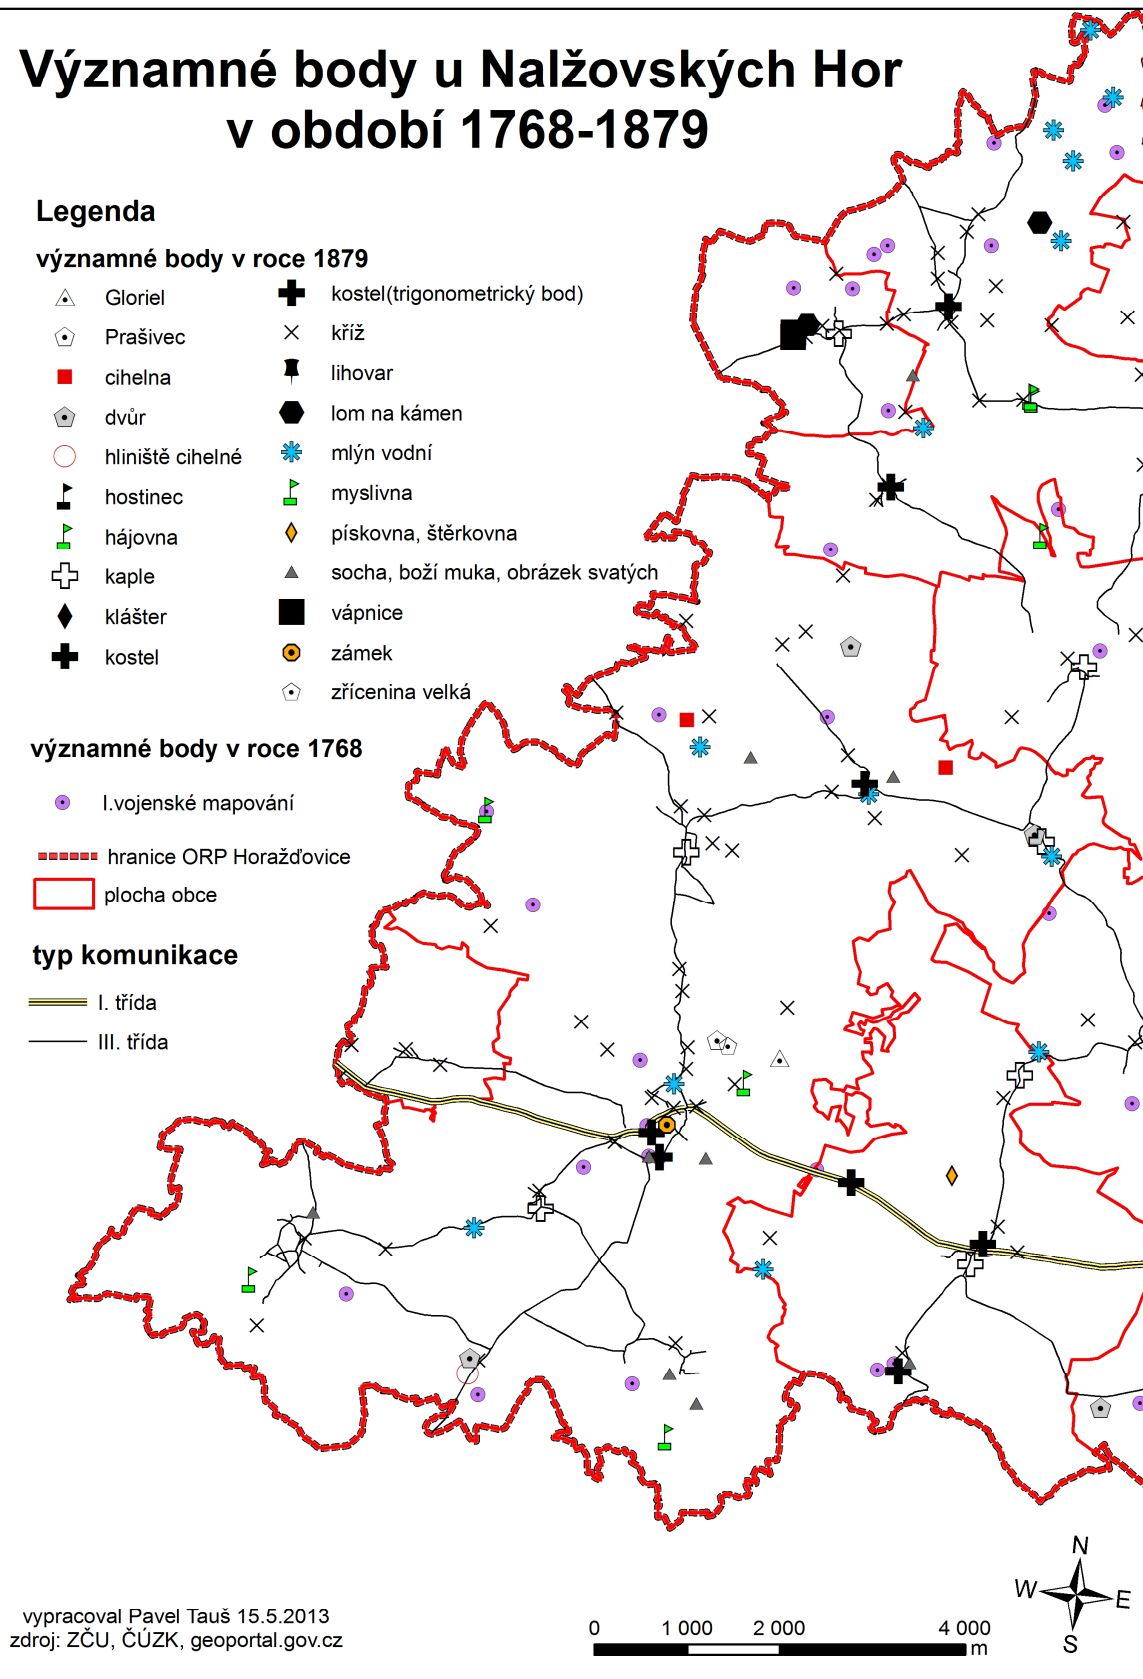 Významné body u Nalžovských Hor
v období 1768-1879
Legenda
významné body v roce 1879
Gloriel
Prašivec
cihelna
dvůr
hliniště cihelné
hostinec
hájovna
kaple
klášter
kostel
kostel(trigonometrický bod)
kříž
lihovar
lom na kámen
mlýn vodní
myslivna
pískovna, štěrkovna
socha, boží muka, obrázek svatých
vápnice
zámek
zřícenina velká
významné body v roce 1768
I.vojenské mapování
hranice ORP Horažďovice
plocha obce
typ komunikace
I. třída
III. třída
vypracoval Pavel Tauš 15.5.2013
zdroj: ZČU, ČÚZK, geoportal.gov.cz
0 1 000 2 000 4 000
m
N
W E
S